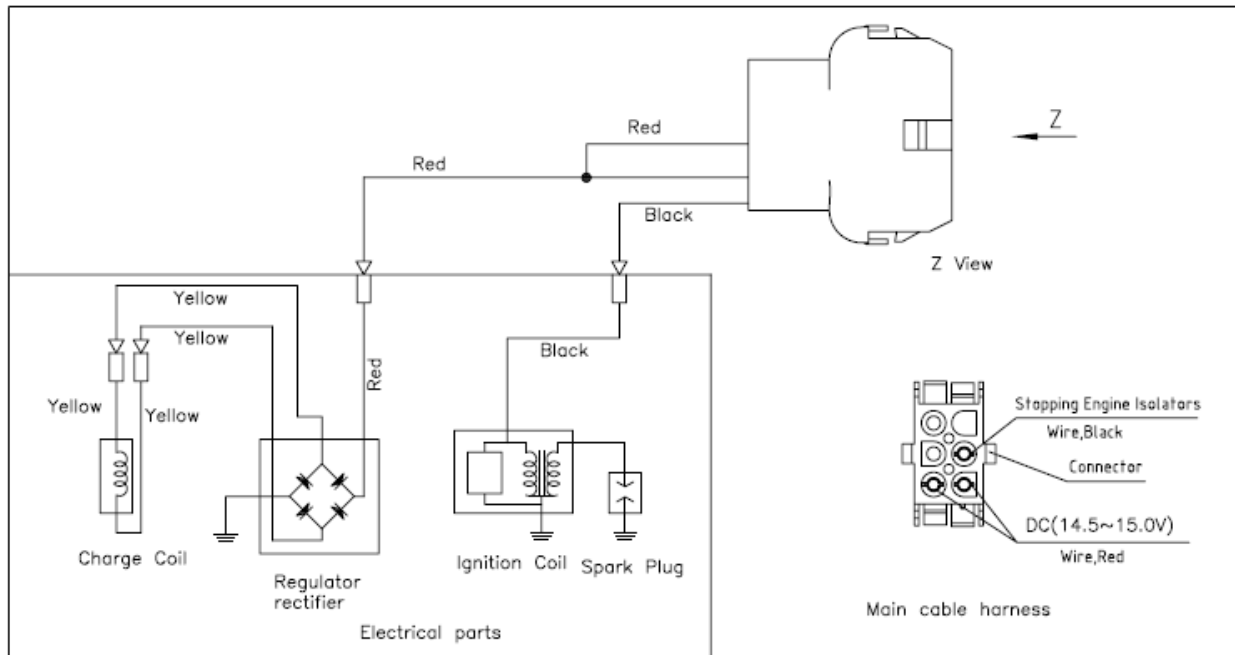 Red
Z
Red
Black
Z View
Yellow
Yellow
Black
Red
Yellow
Yellow
Stopping Engine Isolators
Wire,Black
Connector
DC(14.5~15.0V)
Wire,Red
Charge Coil
Ignition Coil
Spark Plug
Regulator
rectifier
Main cable harness
Electrical parts